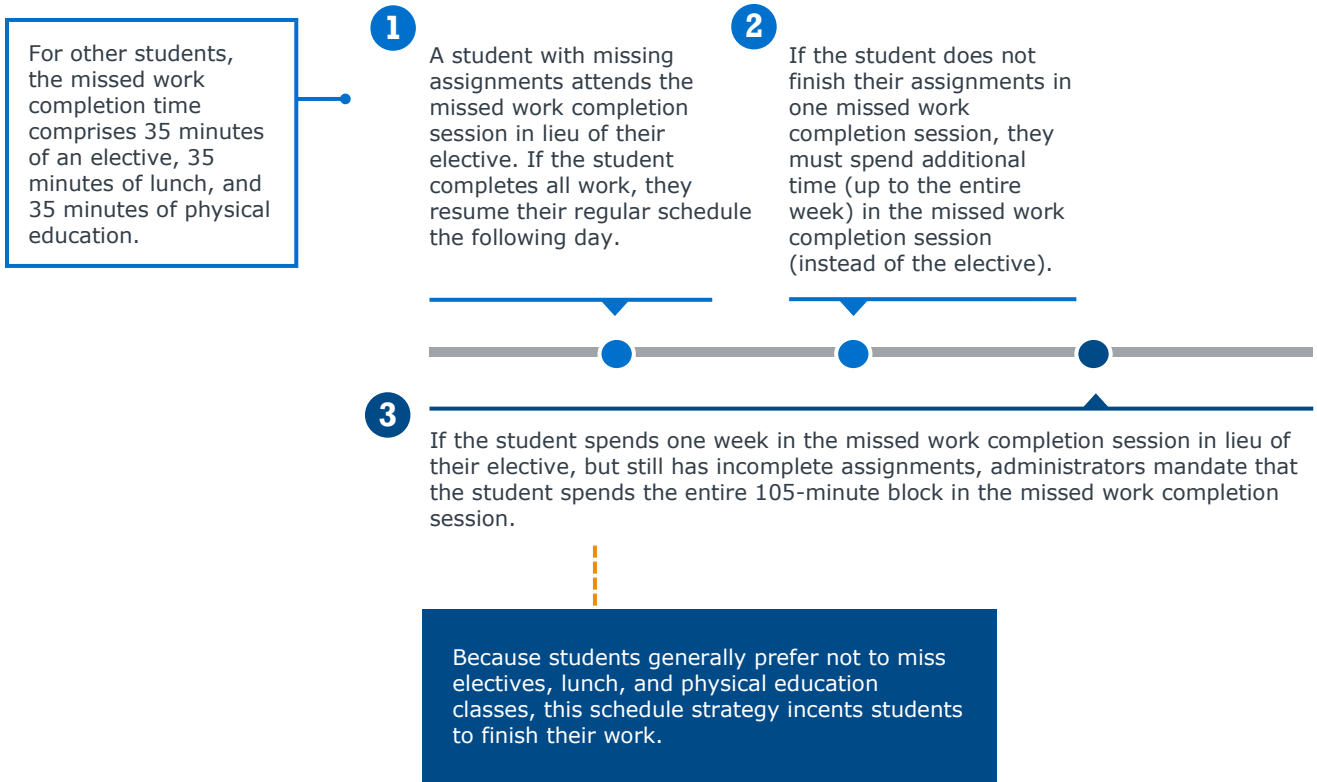 For other students,
the missed work
completion time
comprises 35 minutes
of an elective, 35
minutes of lunch, and
35 minutes of physical
education.
1
A student with missing
assignments attends the
missed work completion
session in lieu of their
elective. If the student
completes all work, they
resume their regular schedule
the following day.
2
If the student does not
finish their assignments in
one missed work
completion session, they
must spend additional
time (up to the entire
week) in the missed work
completion session
(instead of the elective).
3
If the student spends one week in the missed work completion session in lieu of
their elective, but still has incomplete assignments, administrators mandate that
the student spends the entire 105-minute block in the missed work completion
session.
Because students generally prefer not to miss
electives, lunch, and physical education
classes, this schedule strategy incents students
to finish their work.